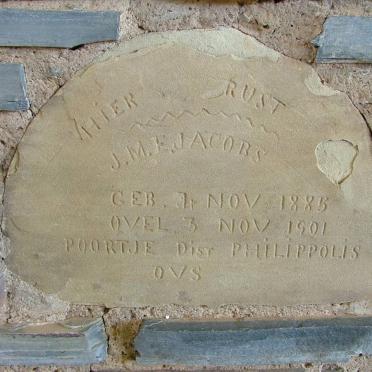 HIER RUST
J.M.F. JACOBS
GEB. 4 NOV 1885
OVEL 3 NOV 1901
POORTJE Dist PHILIPPOLIS
OVS